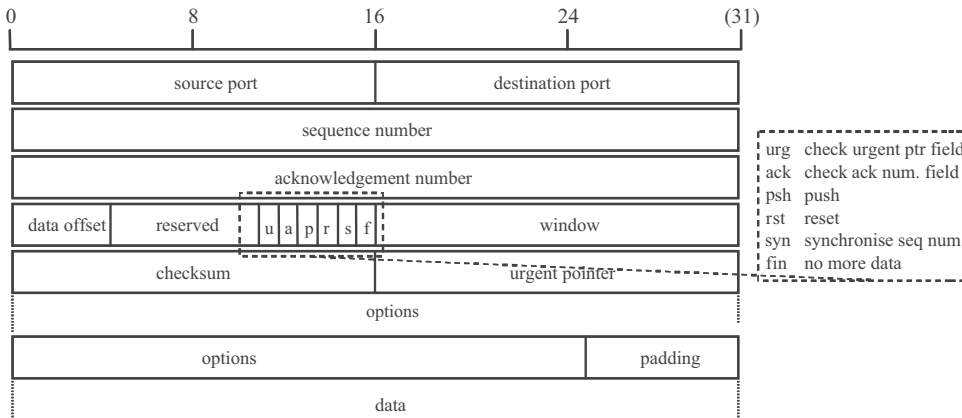 0 8 16 24 (31)
source port destination port
sequence number
acknowledgement number
data offset reserved u a p r s f window
checksum urgent pointer
options
options padding
data
urg check urgent ptr field
ack check ack num. field
psh push
rst reset
syn synchronise seq num
fin no more data